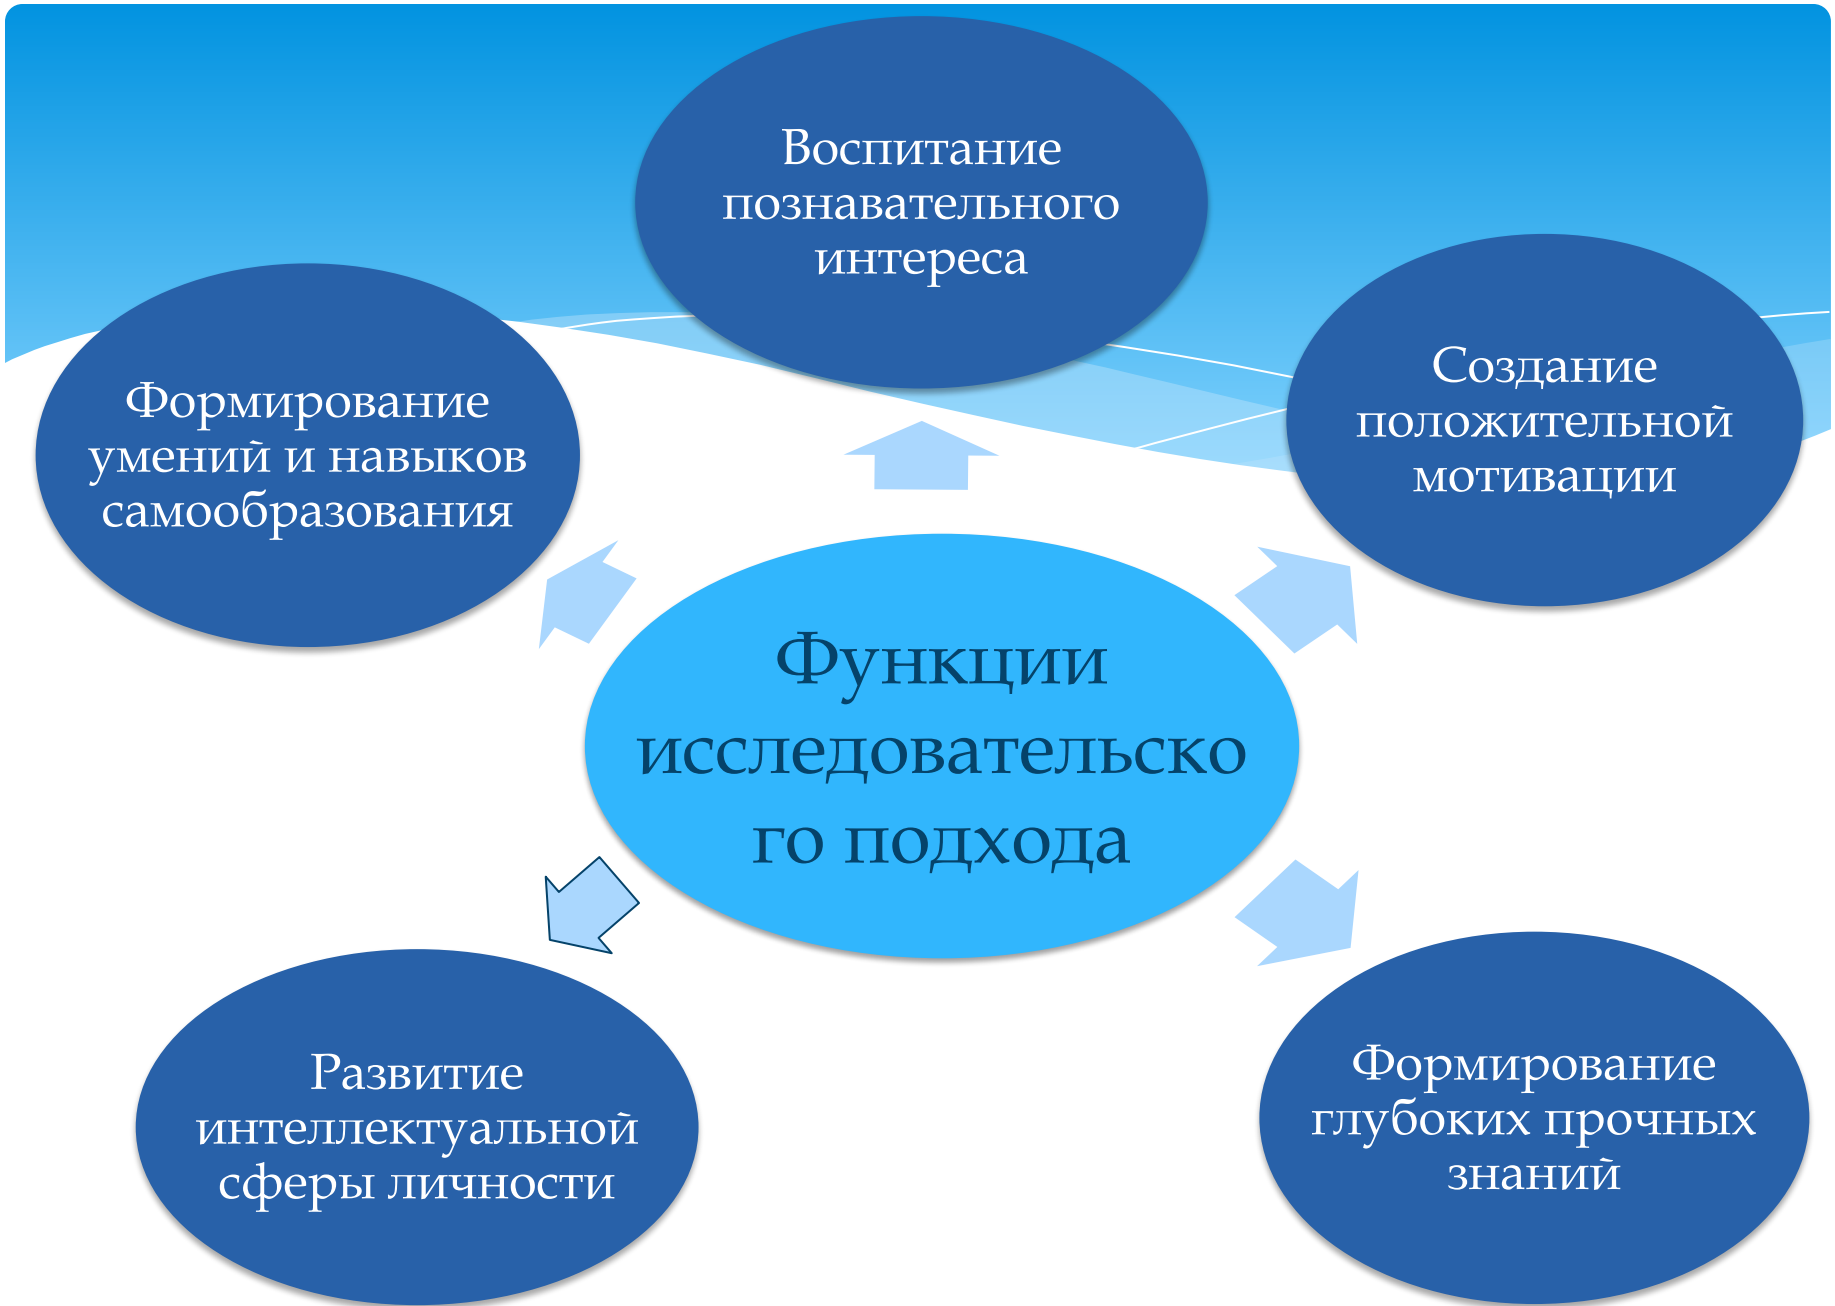 Воспитание
познавательного
интереса
Формирование
умений и навыков
самообразования
Создание
положительной
мотивации
Функции
исследовательско
го подхода
Развитие
интеллектуальной
сферы личности
Формирование
глубоких прочных
знаний